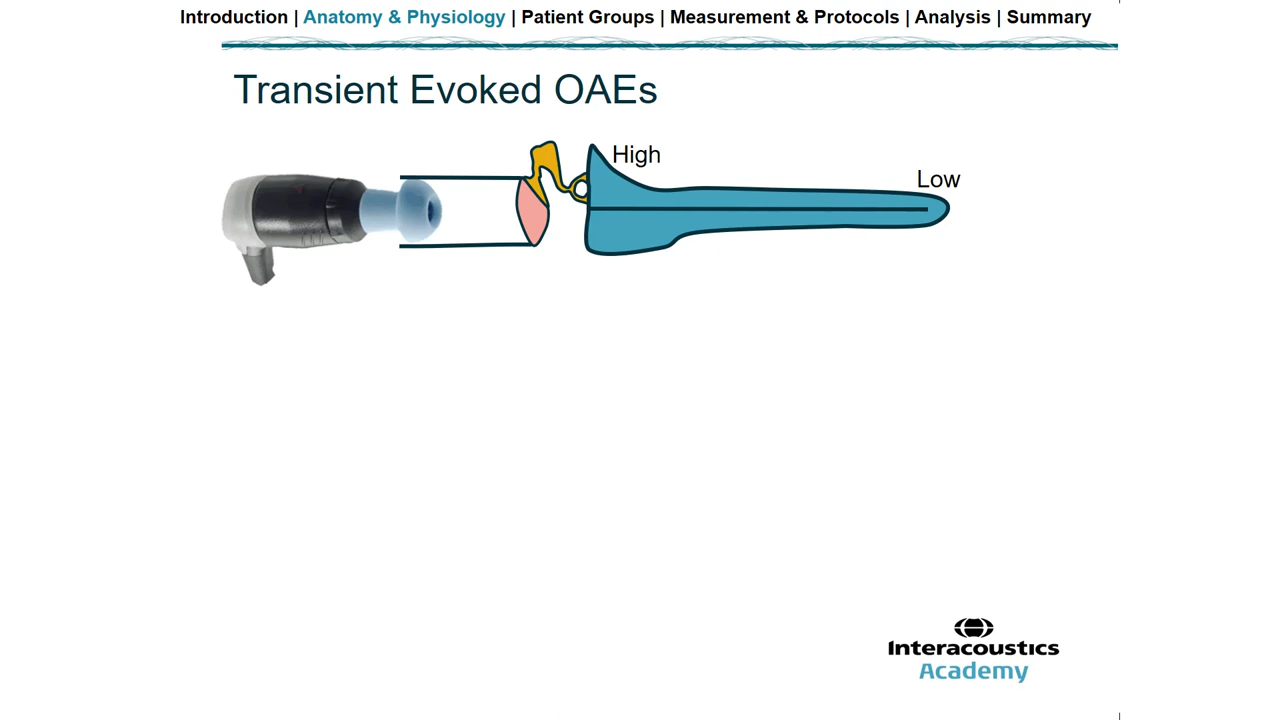 Introduction | Anatomy & Physiology | Patient Groups | Measurement & Protocols | Analysis | Summary
Transient Evoked OAEs
High
Low
Interacoustics
Academy